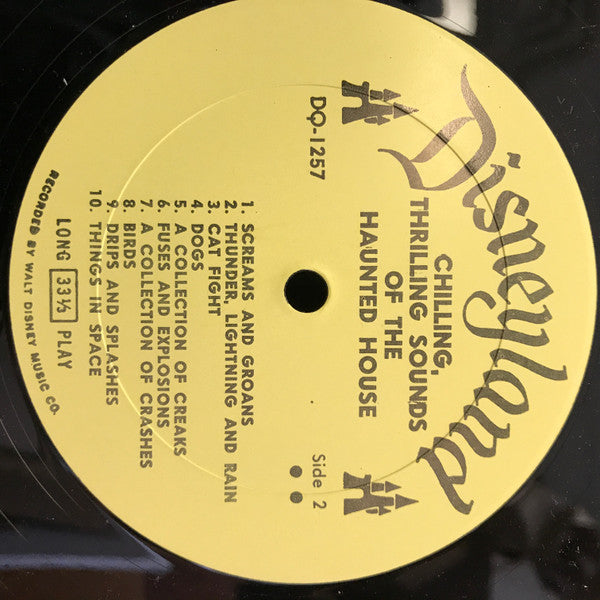 Disneyland
DQ-1257
CHILLING,
THRILLING SOUNDS
OF THE
HAUNTED HOUSE
Side 2
1. SCREAMS AND GROANS
2. THUNDER, LIGHTNING AND RAIN
3. CAT FIGHT
4. DOGS
5. A COLLECTION OF CREAKS
6. FUSES AND EXPLOSIONS
7. A COLLECTION OF CRASHES
8. BIRDS
9. DRIPS AND SPLASHES
10. THINGS IN SPACE
LONG 33⅓ PLAY
RECORDED BY WALT DISNEY MUSIC CO.